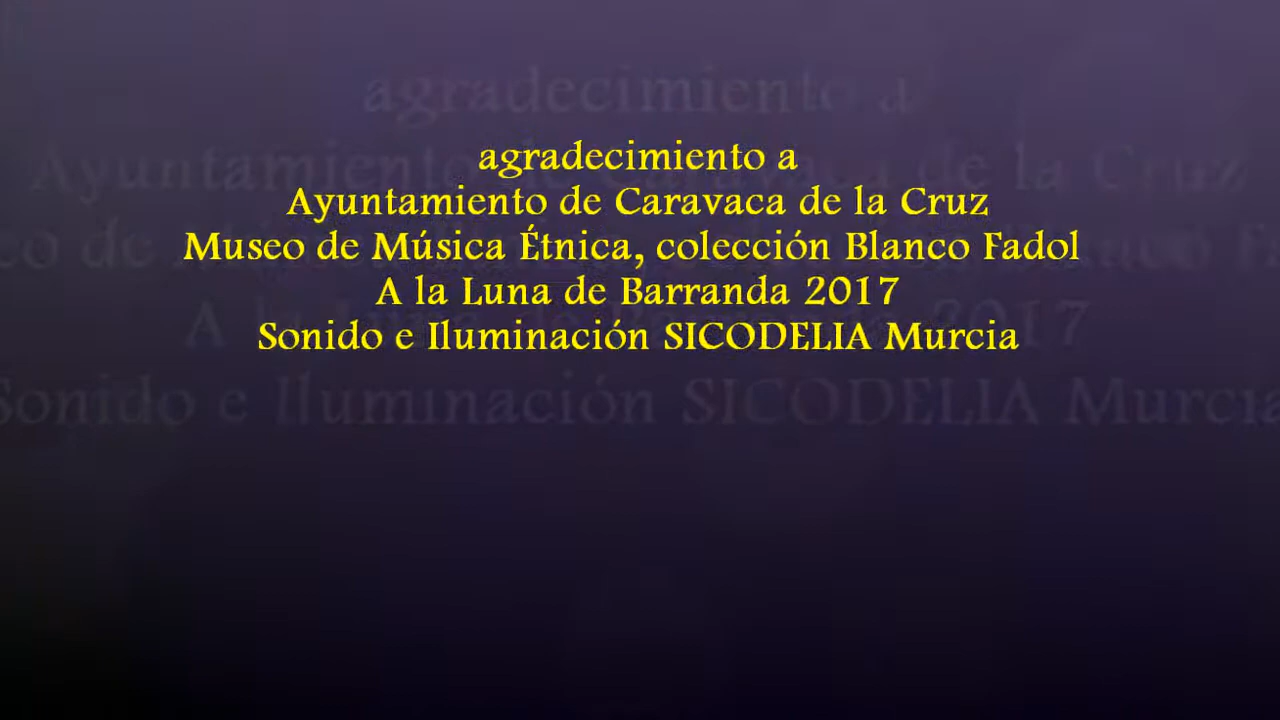 agradecimiento a
Ayuntamiento de Caravaca de la Cruz
Museo de Música Étnica, colección Blanco Fadol
A la Luna de Barranda 2017
Sonido e Iluminación SICODELIA Murcia